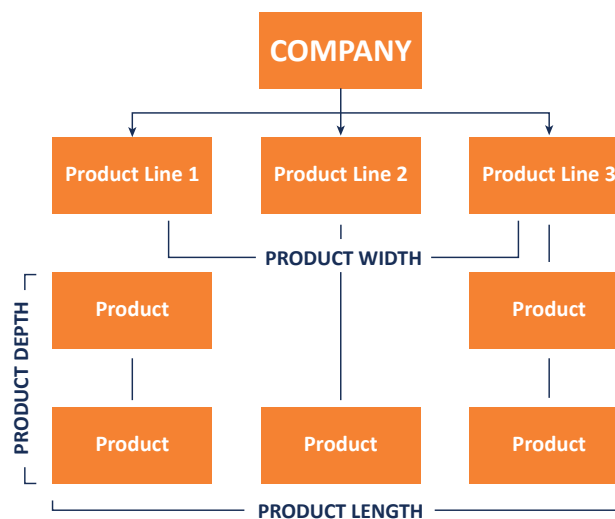 COMPANY
Product Line 1
Product Line 2
Product Line 3
PRODUCT WIDTH
PRODUCT DEPTH
Product
Product
Product
Product
Product
PRODUCT LENGTH